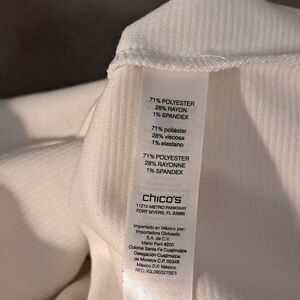 71% POLYESTER
28% RAYON
1% SPANDEX
71% poliéster
28% viscosa
1% elastano
71% POLYESTER
28% RAYONNE
1% SPANDEX
chico's
11215 METRO PARKWAY
FORT MYERS, FL 33966
Importado en México por:
Importadora Globastic
S.A. de C.V.
Mario Pani #200
Colonia Santa Fe Cuajimalpa
Delegación Cuajimalpa
de Morelos C.P. 05348
México D.F. México
RFC: IGL090327SE5